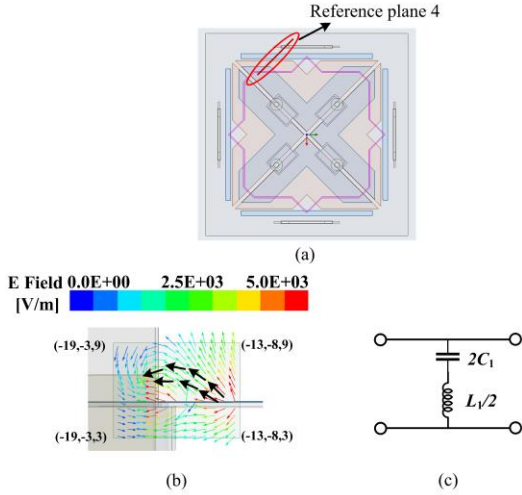 Reference plane 4
(a)
E Field 0.0E+00 2.5E+03 5.0E+03
[V/m]
(-19,-3,9) (-13,-8,9)
(-19,-3,3) (-13,-8,3)
2C₁
L₁/2
(b) (c)